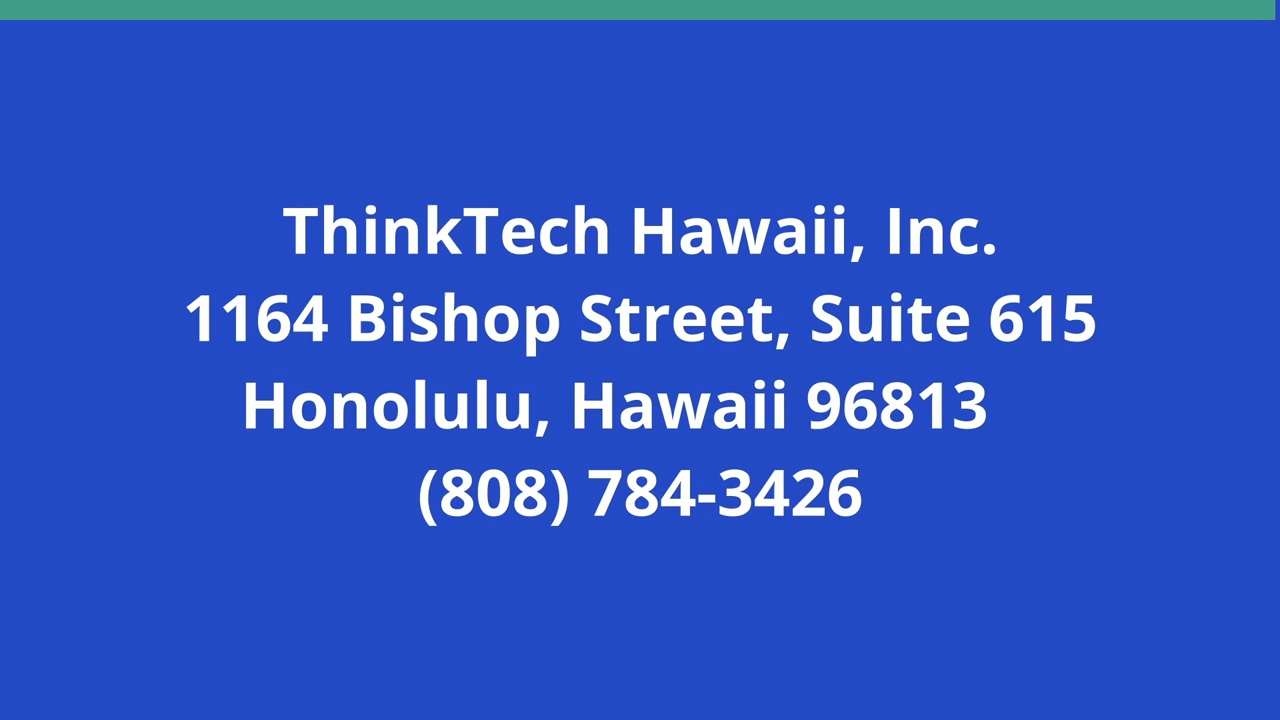 ThinkTech Hawaii, Inc.
1164 Bishop Street, Suite 615
Honolulu, Hawaii 96813
(808) 784-3426